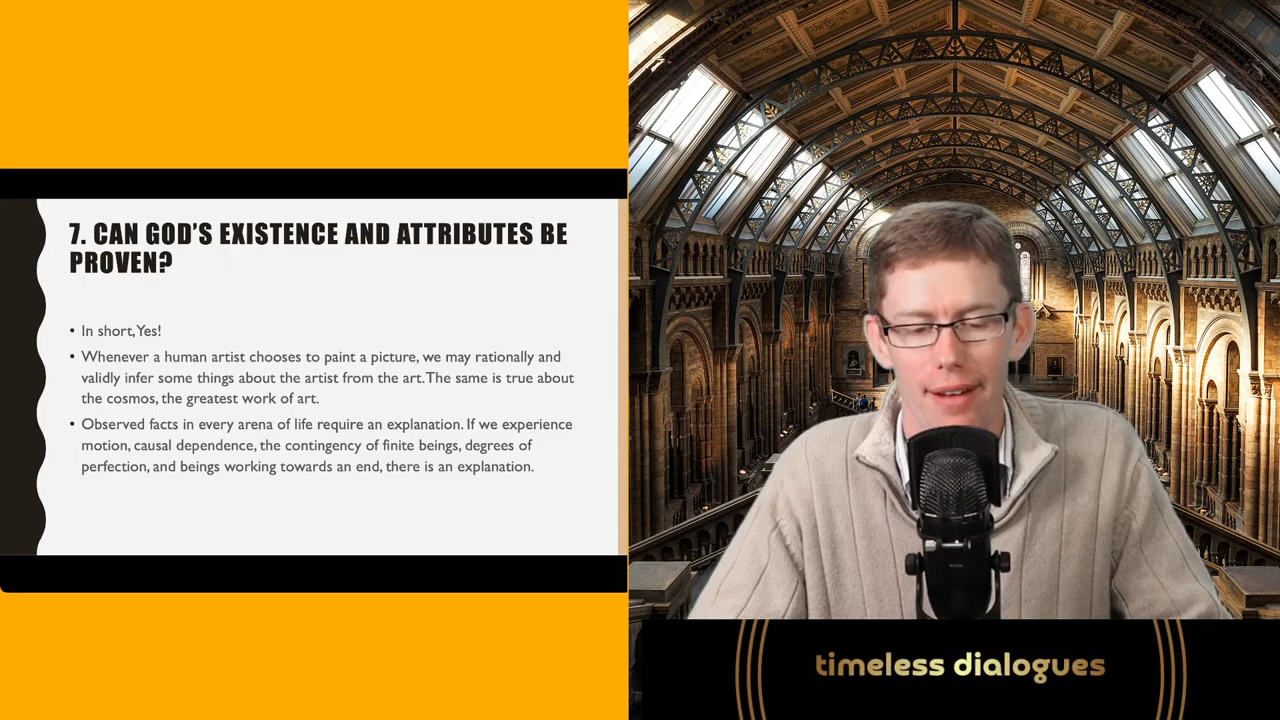 7. CAN GOD'S EXISTENCE AND ATTRIBUTES BE
PROVEN?
• In short, Yes!
• Whenever a human artist chooses to paint a picture, we may rationally and
validly infer some things about the artist from the art. The same is true about
the cosmos, the greatest work of art.
• Observed facts in every arena of life require an explanation. If we experience
motion, causal dependence, the contingency of finite beings, degrees of
perfection, and beings working towards an end, there is an explanation.
timeless dialogues